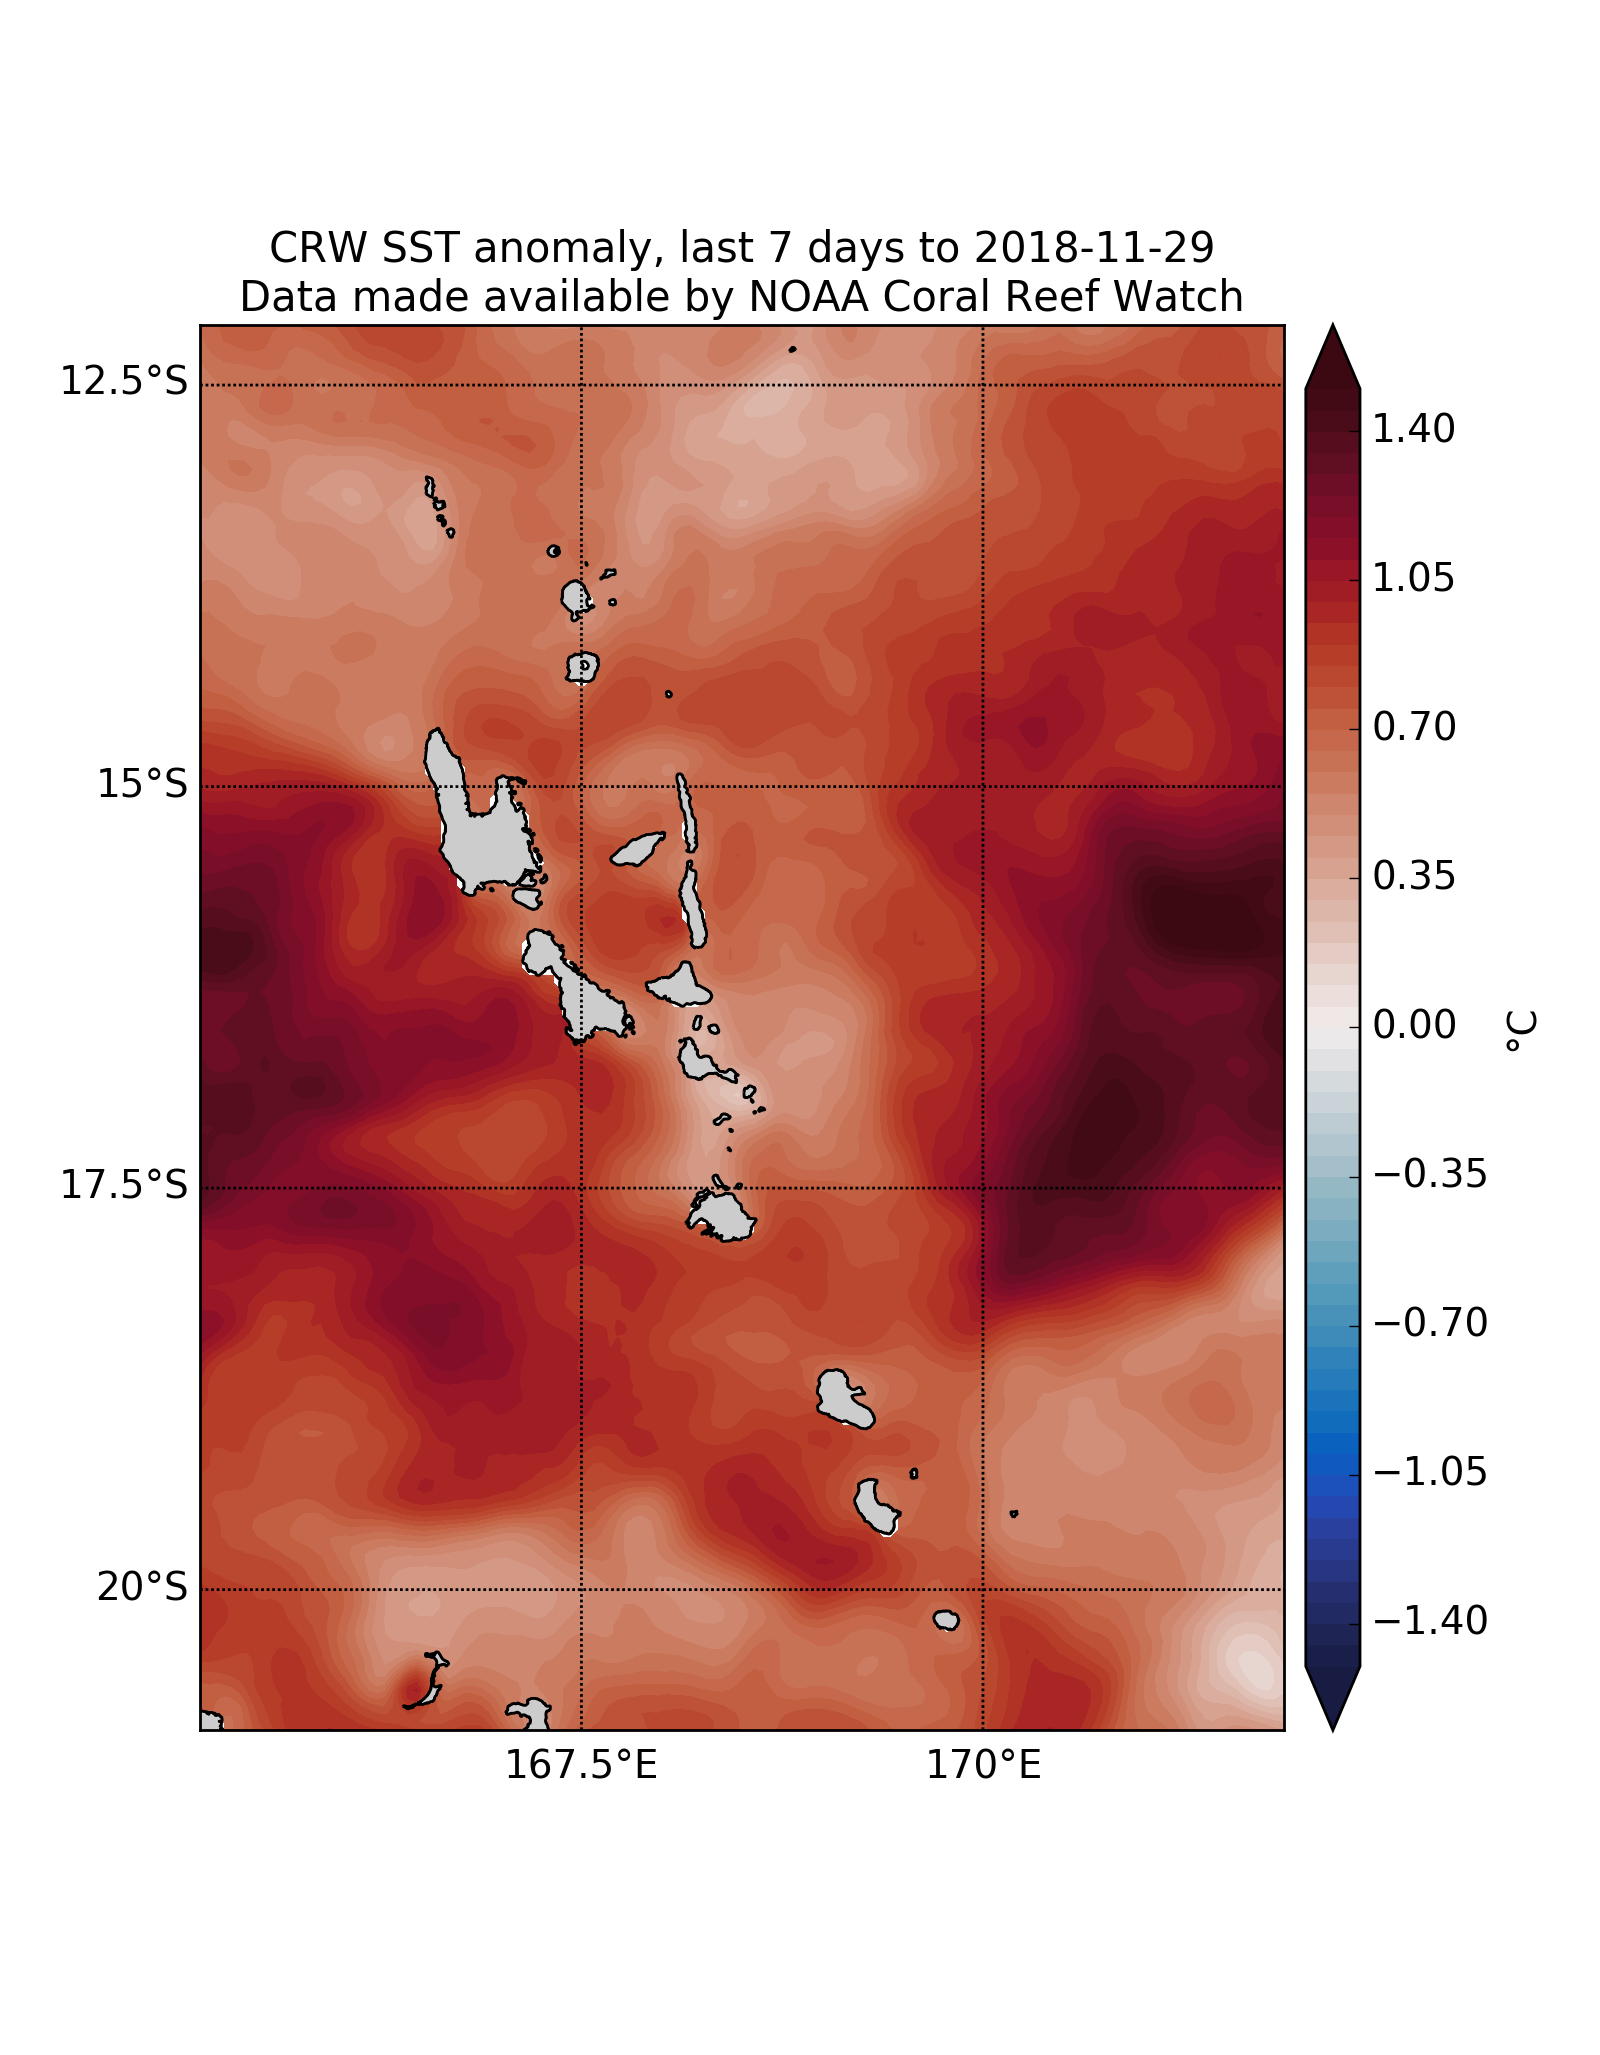 CRW SST anomaly, last 7 days to 2018-11-29
Data made available by NOAA Coral Reef Watch
12.5°S
15°S
17.5°S
20°S
167.5°E
170°E
1.40
1.05
0.70
0.35
0.00
−0.35
−0.70
−1.05
−1.40
°C